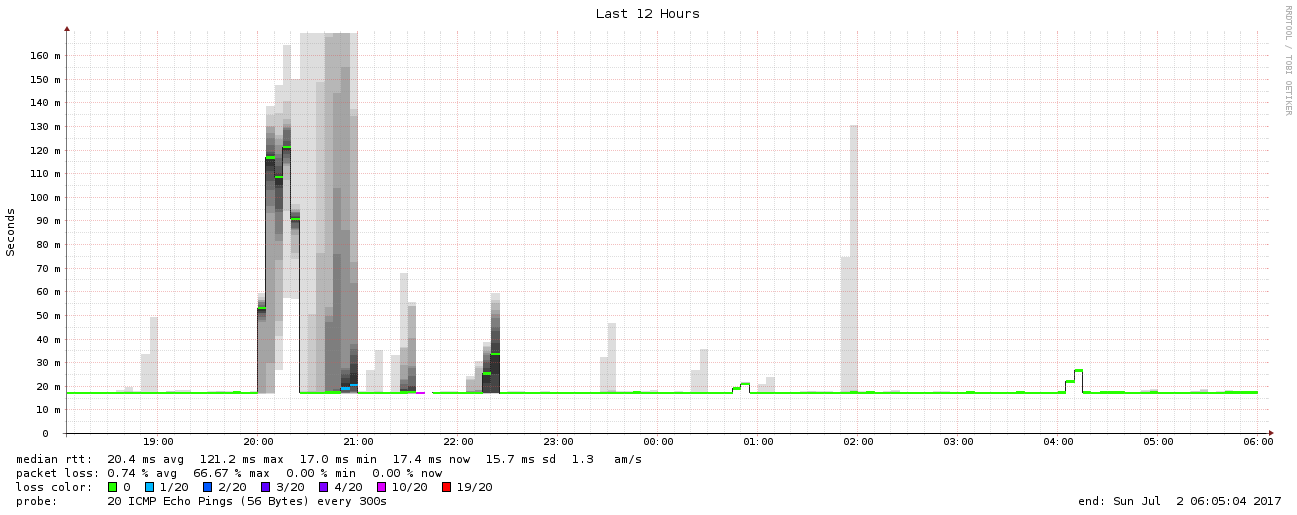 Last 12 Hours
RRDTOOL / TOBI OETIKER
Seconds
160 m
150 m
140 m
130 m
120 m
110 m
100 m
90 m
80 m
70 m
60 m
50 m
40 m
30 m
20 m
10 m
0
19:00 20:00 21:00 22:00 23:00 00:00 01:00 02:00 03:00 04:00 05:00 06:00
median rtt: 20.4 ms avg 121.2 ms max 17.0 ms min 17.4 ms now 15.7 ms sd 1.3 am/s
packet loss: 0.74 % avg 66.67 % max 0.00 % min 0.00 % now
loss color: 0 1/20 2/20 3/20 4/20 10/20 19/20
probe: 20 ICMP Echo Pings (56 Bytes) every 300s end: Sun Jul 2 06:05:04 2017